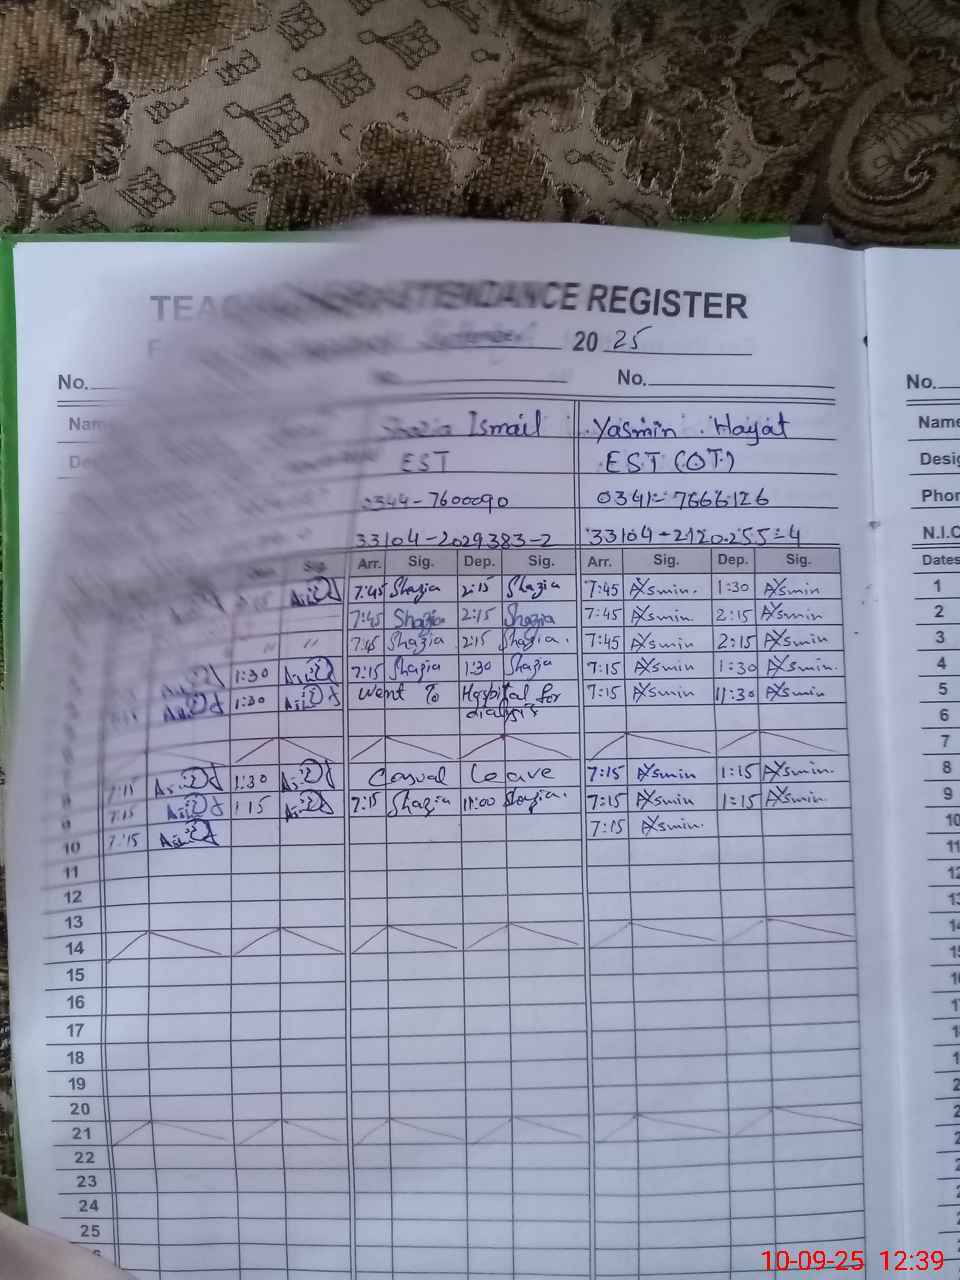 ATTENDANCE REGISTER
September 2025
No. No. No.
Name Shazia Ismail Yasmin Hayat Name
EST EST (OT) Desig
0344-7600090 0341-7666126 Phon
33104-2029383-2 33104-2120255-4 N.I.C
Sig. Arr. Sig. Dep. Sig. Arr. Sig. Dep. Sig. Dates
7:45 Shazia 2:15 Shazia 7:45 Yasmin. 1:30 Yasmin 1
7:45 Shazia 2:15 Shazia 7:45 Yasmin. 2:15 Yasmin 2
" " 7:45 Shazia 2:15 Shazia. 7:45 Yasmin 2:15 Yasmin 3
1:30 7:15 Shazia 1:30 Shazia 7:15 Yasmin 1:30 Yasmin. 4
1:30 Went To Hospital for dialysis 7:15 Yasmin 11:30 Yasmin 5
6
7
7:15 1:30 Casual Leave 7:15 Yasmin 1:15 Yasmin. 8
9 7:15 1:15 7:15 Shazia 11:00 Shazia. 7:15 Yasmin 1:15 Yasmin. 9
10 7:15 7:15 Yasmin. 10
11
12
13
14
15
16
17
18
19
20
21
22
23
24
25
10-09-25 12:39